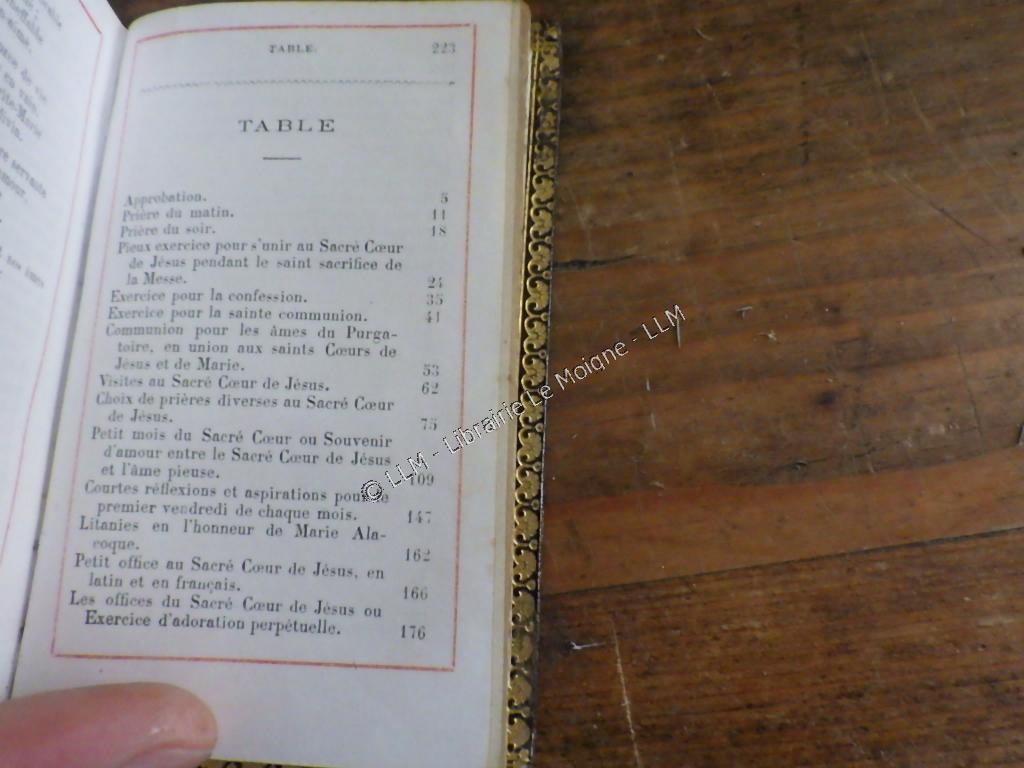 TABLE.
223
TABLE
Approbation. 5
Prière du matin. 11
Prière du soir. 18
Pieux exercice pour s'unir au Sacré Cœur
de Jésus pendant le saint sacrifice de
la Messe. 24
Exercice pour la confession. 35
Exercice pour la sainte communion. 41
Communion pour les âmes du Purga-
toire, en union aux saints Cœurs de
Jésus et de Marie. 53
Visites au Sacré Cœur de Jésus. 62
Choix de prières diverses au Sacré Cœur
de Jésus. 75
Petit mois du Sacré Cœur ou Souvenir
d'amour entre le Sacré Cœur de Jésus
et l'âme pieuse. 109
Courtes réflexions et aspirations pour le
premier vendredi de chaque mois. 147
Litanies en l'honneur de Marie Ala-
coque. 162
Petit office au Sacré Cœur de Jésus, en
latin et en français. 166
Les offices du Sacré Cœur de Jésus ou
Exercice d'adoration perpétuelle. 176
© LLM - Librairie Le Moigne - LLM